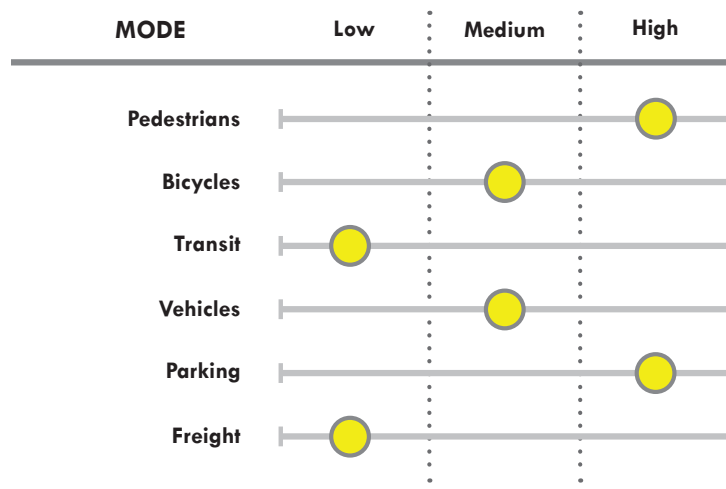 MODE Low Medium High
Pedestrians
Bicycles
Transit
Vehicles
Parking
Freight